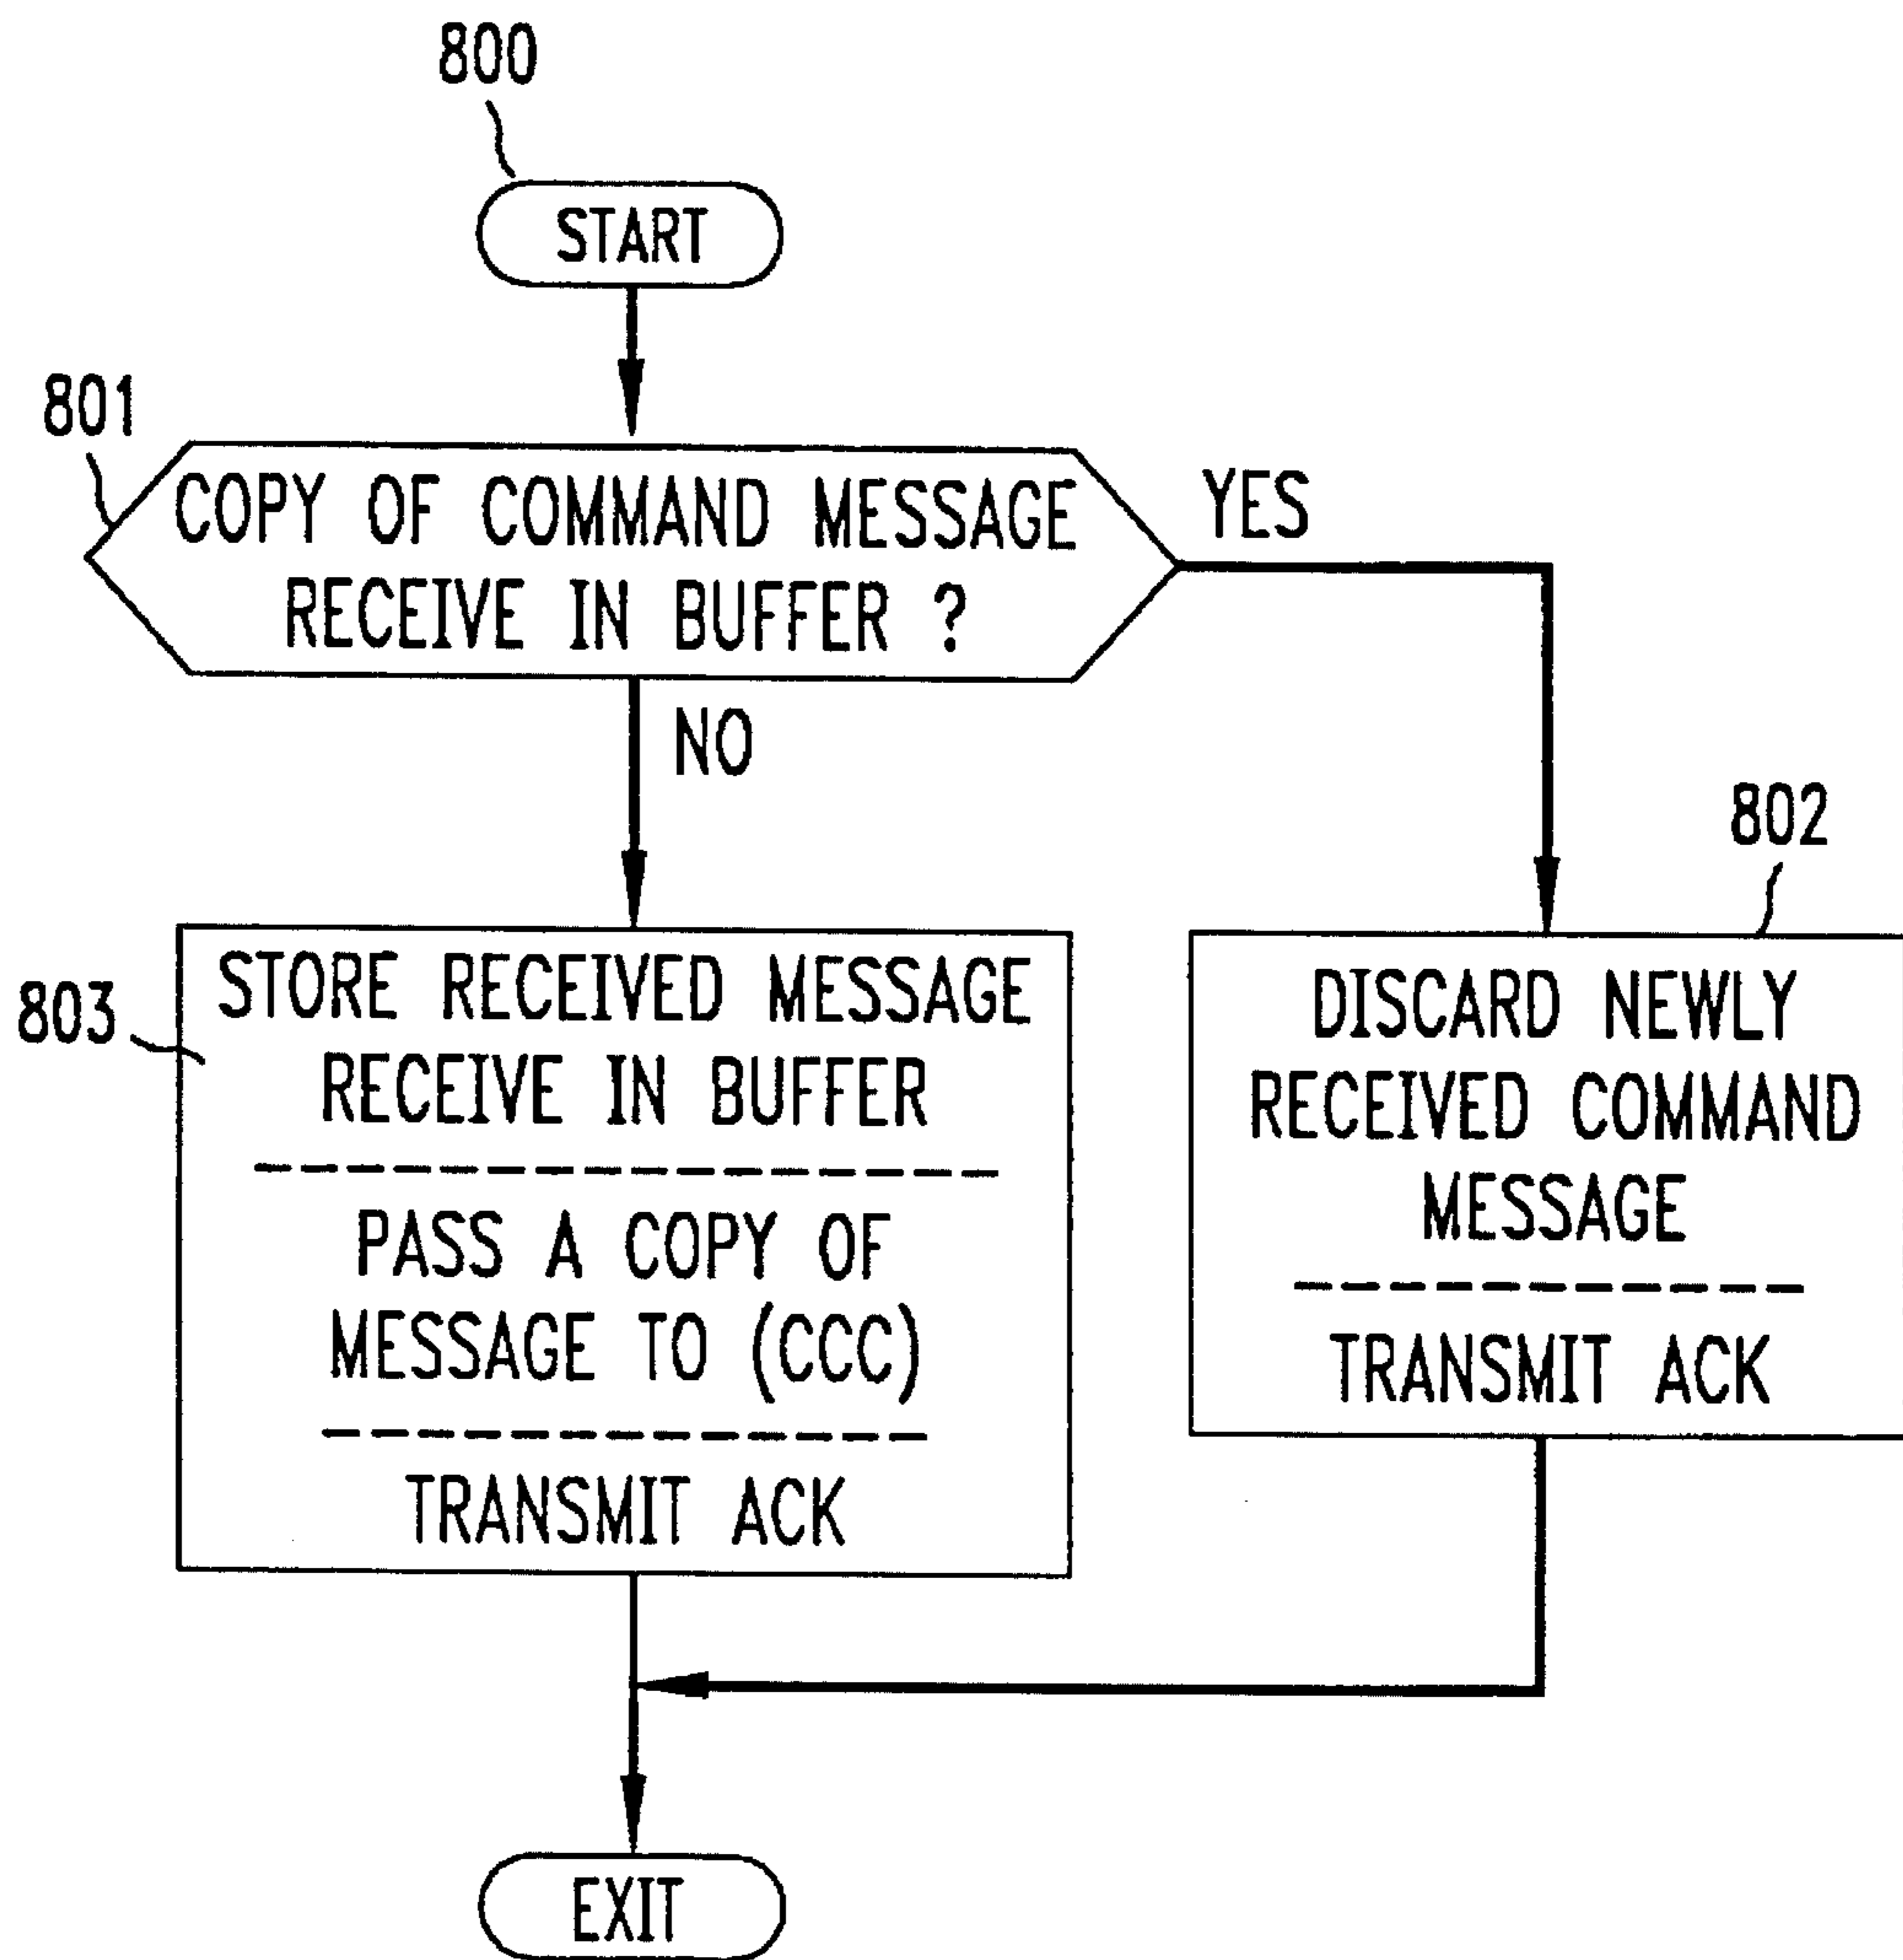 800
START
801
COPY OF COMMAND MESSAGE
RECEIVE IN BUFFER ?
YES
NO
802
803
STORE RECEIVED MESSAGE
RECEIVE IN BUFFER
PASS A COPY OF
MESSAGE TO (CCC)
TRANSMIT ACK
DISCARD NEWLY
RECEIVED COMMAND
MESSAGE
TRANSMIT ACK
EXIT